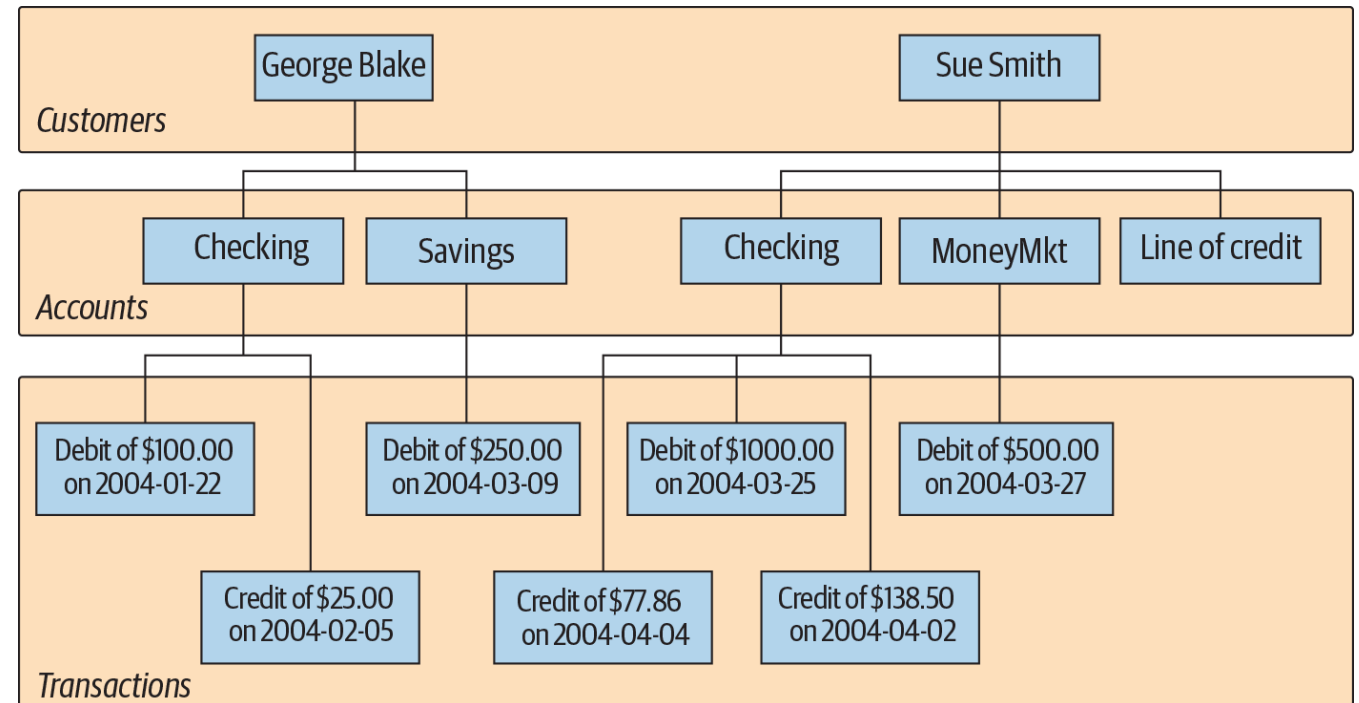 George Blake
Sue Smith
Customers
Checking
Savings
Checking
MoneyMkt
Line of credit
Accounts
Debit of $100.00
on 2004-01-22
Debit of $250.00
on 2004-03-09
Debit of $1000.00
on 2004-03-25
Debit of $500.00
on 2004-03-27
Credit of $25.00
on 2004-02-05
Credit of $77.86
on 2004-04-04
Credit of $138.50
on 2004-04-02
Transactions